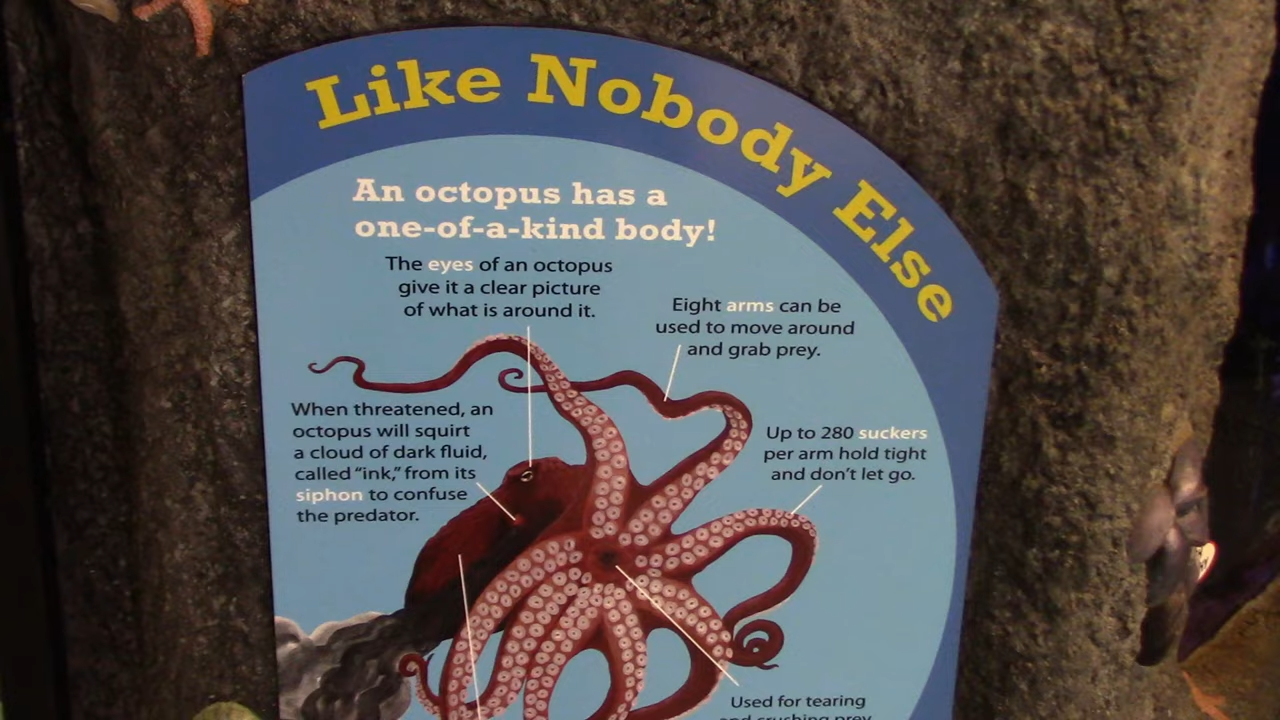 Like Nobody Else
An octopus has a
one-of-a-kind body!
The eyes of an octopus
give it a clear picture
of what is around it.
Eight arms can be
used to move around
and grab prey.
When threatened, an
octopus will squirt
a cloud of dark fluid,
called “ink,” from its
siphon to confuse
the predator.
Up to 280 suckers
per arm hold tight
and don’t let go.
Used for tearing
and crushing prey